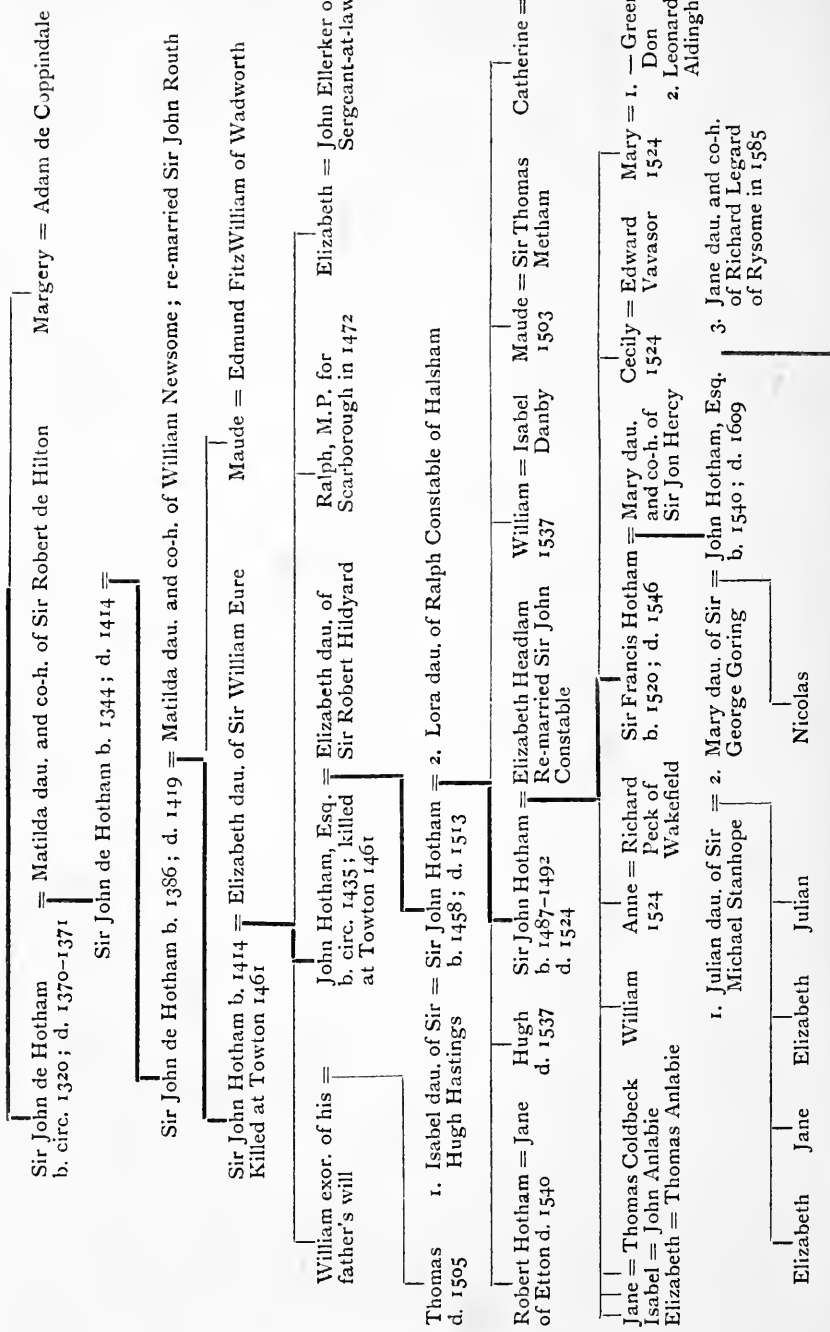 Sir John de Hotham = Matilda dau. and co-h. of Sir Robert de Hilton
b. circ. 1320; d. 1370–1371
Margery = Adam de Coppindale
Sir John de Hotham b. 1344; d. 1414 =
Sir John de Hotham b. 1386; d. 1419 = Matilda dau. and co-h. of William Newsome; re-married Sir John Routh
Sir John Hotham b. 1414 = Elizabeth dau. of Sir William Eure
Killed at Towton 1461
Maude = Edmund FitzWilliam of Wadworth
William exor. of his =
father's will
John Hotham, Esq. = Elizabeth dau. of
b. circ. 1435; killed Sir Robert Hildyard
at Towton 1461
Ralph, M.P. for
Scarborough in 1472
Elizabeth = John Ellerker
Sergeant-at-law
Thomas
d. 1505
1. Isabel dau. of Sir = Sir John Hotham = 2. Lora dau. of Ralph Constable of Halsham
Hugh Hastings b. 1458; d. 1513
Robert Hotham = Jane
of Etton d. 1540
Hugh
d. 1537
Sir John Hotham = Elizabeth Headlam
b. 1487–1492 Re-married Sir John
d. 1524 Constable
William = Isabel
1537 Danby
Maude = Sir Thomas
1503 Metham
Catherine =
Jane = Thomas Coldbeck
Isabel = John Anlabie
Elizabeth = Thomas Anlabie
William
Anne = Richard
1524 Peck of
Wakefield
Sir Francis Hotham = Mary dau.
b. 1520; d. 1546 and co-h. of
Sir Jon Hercy
Cecily = Edward
1524 Vavasor
Mary = 1. — Green
1524 Don
2. Leonard
1. Julian dau. of Sir = 2. Mary dau. of Sir = John Hotham, Esq. 3. Jane dau. and co-h.
Michael Stanhope George Goring b. 1540; d. 1609 of Richard Legard
of Rysome in 1585
Elizabeth Jane Elizabeth Julian Nicolas